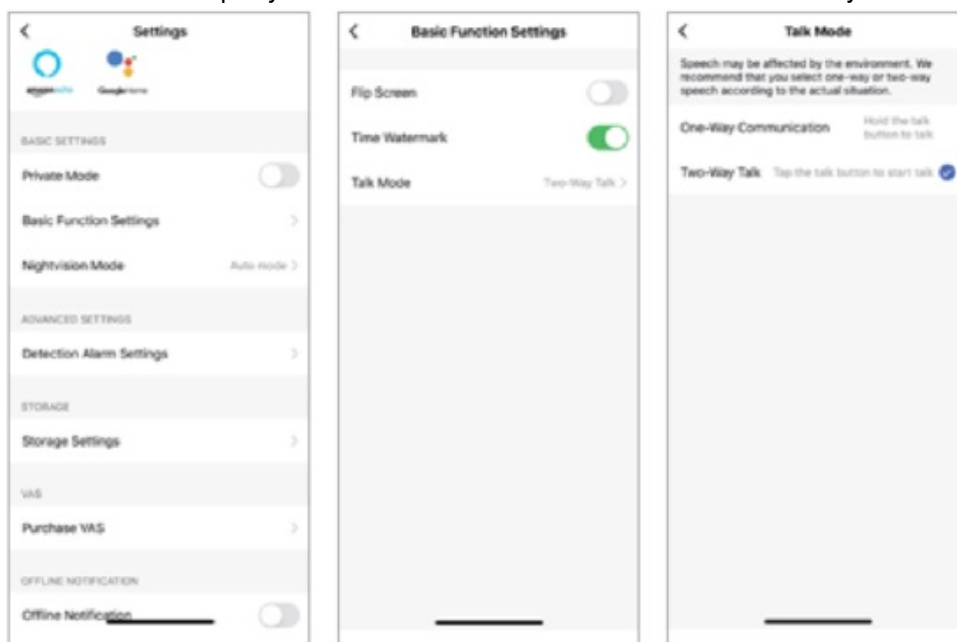 Settings
amazon echo
Google Home
BASIC SETTINGS
Private Mode
Basic Function Settings
Nightvision Mode Auto mode
ADVANCED SETTINGS
Detection Alarm Settings
STORAGE
Storage Settings
VAS
Purchase VAS
OFFLINE NOTIFICATION
Offline Notification
Basic Function Settings
Flip Screen
Time Watermark
Talk Mode Two-Way Talk
Talk Mode
Speech may be affected by the environment. We
recommend that you select one-way or two-way
speech according to the actual situation.
One-Way Communication Hold the talk
button to talk
Two-Way Talk Tap the talk button to start talk